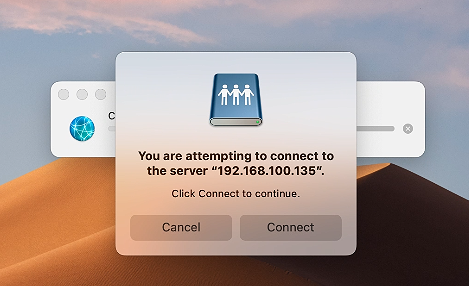 You are attempting to connect to
the server “192.168.100.135”.
Click Connect to continue.
Cancel
Connect